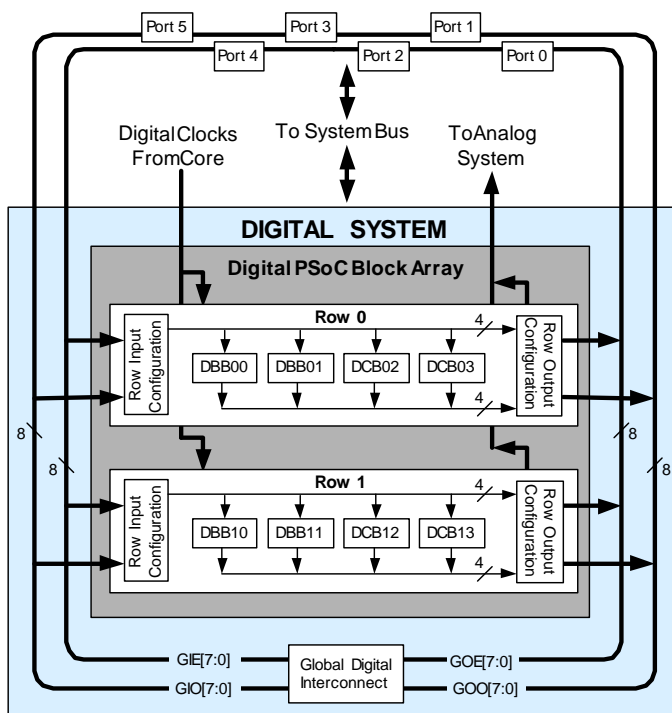 Port 5
Port 3
Port 1
Port 4
Port 2
Port 0
Digital Clocks
From Core
To System Bus
To Analog
System
DIGITAL SYSTEM
Digital PSoC Block Array
Row Input
Configuration
Row 0
4
DBB00
DBB01
DCB02
DCB03
4
Row Output
Configuration
8
8
8
8
Row Input
Configuration
Row 1
4
DBB10
DBB11
DCB12
DCB13
4
Row Output
Configuration
GIE[7:0]
GIO[7:0]
Global Digital
Interconnect
GOE[7:0]
GOO[7:0]